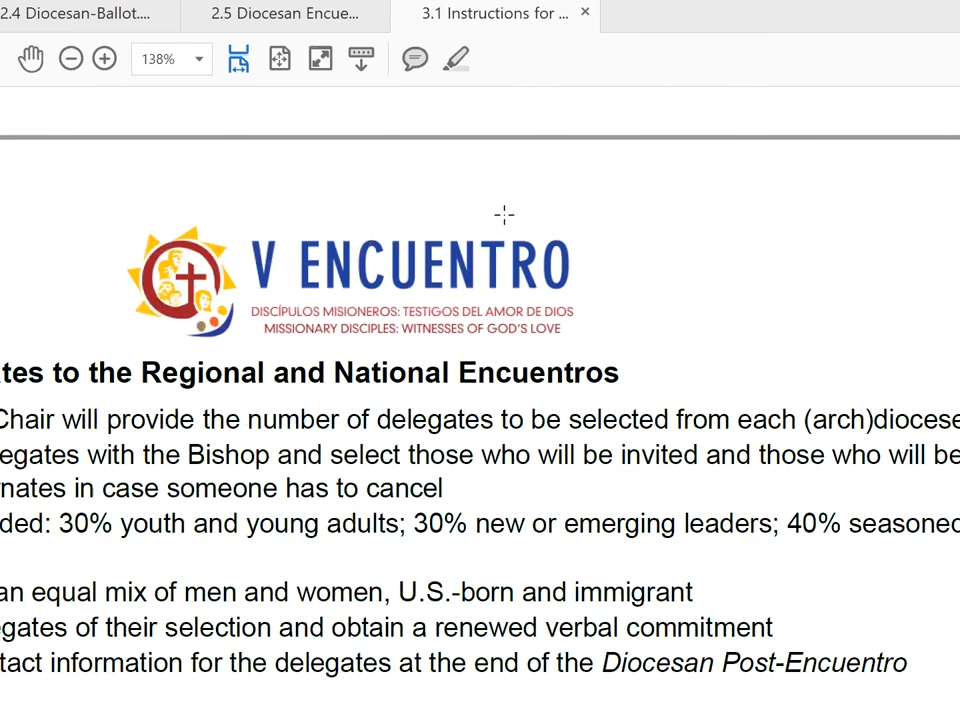 2.4 Diocesan-Ballot.... 2.5 Diocesan Encue... 3.1 Instructions for ... ×
138%
V ENCUENTRO
DISCÍPULOS MISIONEROS: TESTIGOS DEL AMOR DE DIOS
MISSIONARY DISCIPLES: WITNESSES OF GOD'S LOVE
ates to the Regional and National Encuentros
Chair will provide the number of delegates to be selected from each (arch)diocese
egates with the Bishop and select those who will be invited and those who will be
rnates in case someone has to cancel
ded: 30% youth and young adults; 30% new or emerging leaders; 40% seasoned
an equal mix of men and women, U.S.-born and immigrant
egates of their selection and obtain a renewed verbal commitment
tact information for the delegates at the end of the Diocesan Post-Encuentro